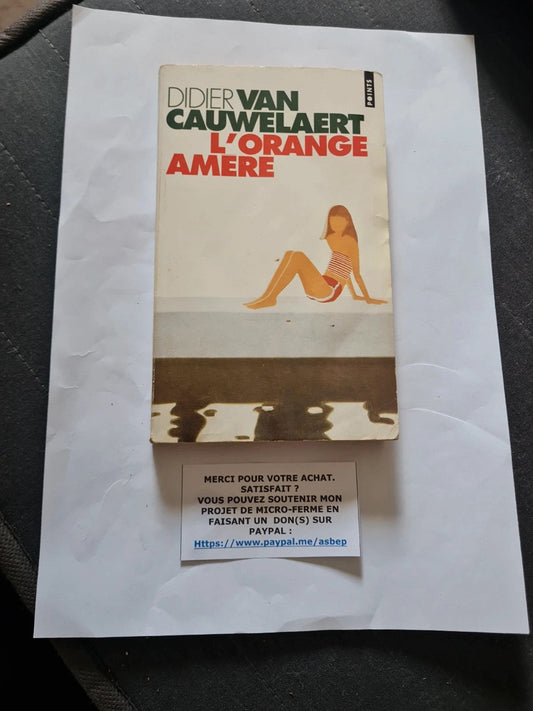 POINTS
DIDIER VAN
CAUWELAERT
L'ORANGE
AMERE
MERCI POUR VOTRE ACHAT.
SATISFAIT ?
VOUS POUVEZ SOUTENIR MON
PROJET DE MICRO-FERME EN
FAISANT UN DON(S) SUR
PAYPAL :
Https://www.paypal.me/asbep